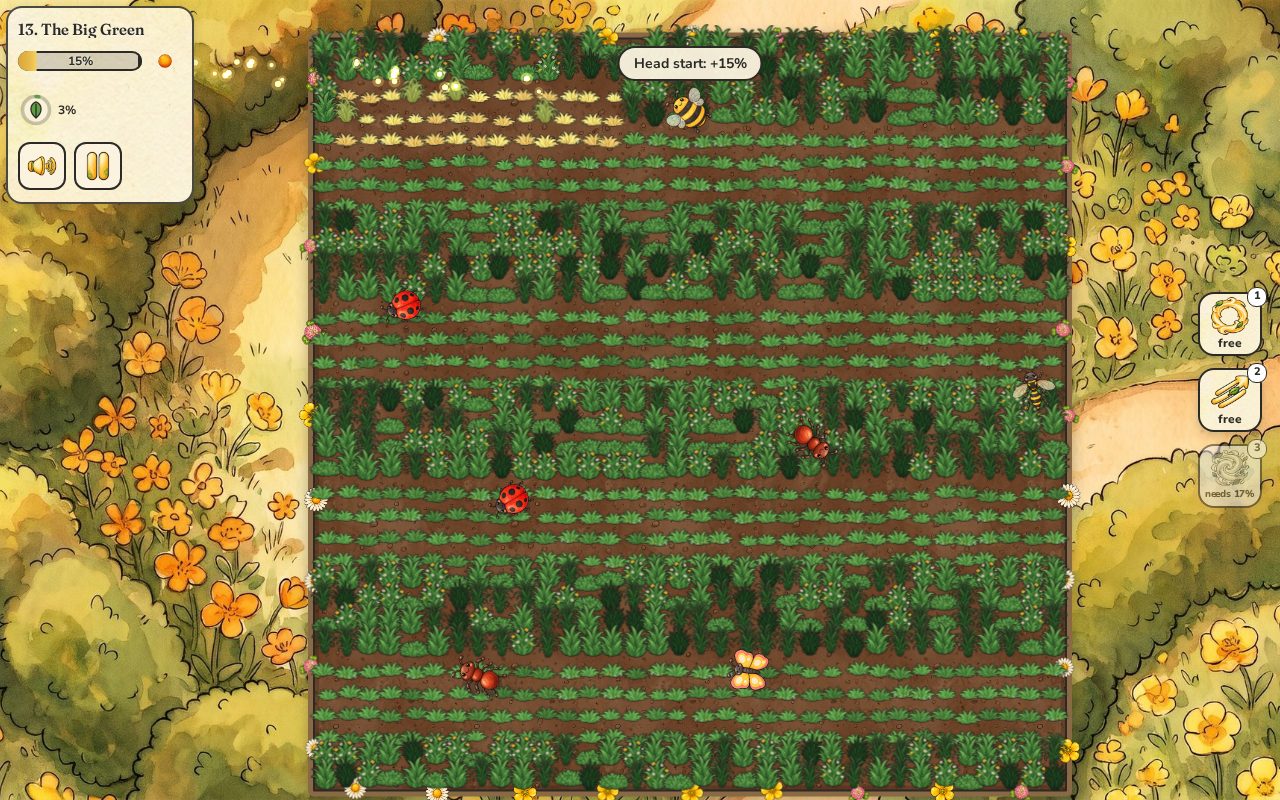 13. The Big Green
15%
3%
Head start: +15%
1
free
2
free
3
needs 17%